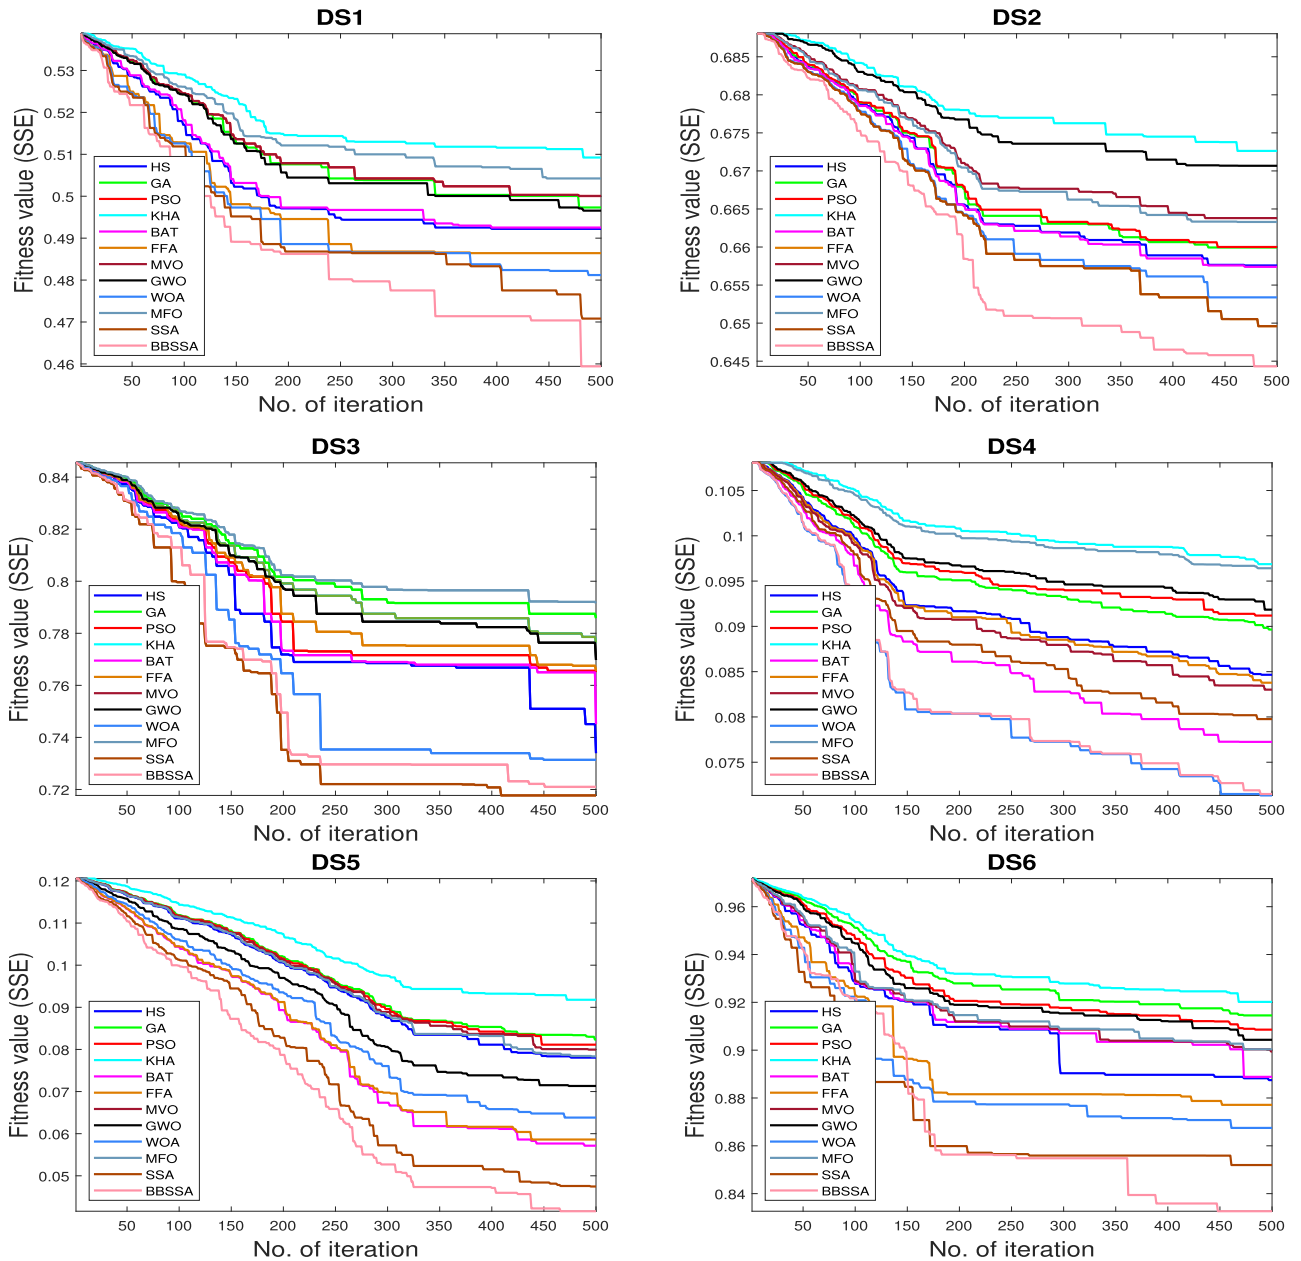 DS1
Fitness value (SSE)
0.53
0.52
0.51
0.5
0.49
0.48
0.47
0.46
HS
GA
PSO
KHA
BAT
FFA
MVO
GWO
WOA
MFO
SSA
BBSSA
50 100 150 200 250 300 350 400 450 500
No. of iteration
DS2
Fitness value (SSE)
0.685
0.68
0.675
0.67
0.665
0.66
0.655
0.65
0.645
HS
GA
PSO
KHA
BAT
FFA
MVO
GWO
WOA
MFO
SSA
BBSSA
50 100 150 200 250 300 350 400 450 500
No. of iteration
DS3
Fitness value (SSE)
0.84
0.82
0.8
0.78
0.76
0.74
0.72
HS
GA
PSO
KHA
BAT
FFA
MVO
GWO
WOA
MFO
SSA
BBSSA
50 100 150 200 250 300 350 400 450 500
No. of iteration
DS4
Fitness value (SSE)
0.105
0.1
0.095
0.09
0.085
0.08
0.075
HS
GA
PSO
KHA
BAT
FFA
MVO
GWO
WOA
MFO
SSA
BBSSA
50 100 150 200 250 300 350 400 450 500
No. of iteration
DS5
Fitness value (SSE)
0.12
0.11
0.1
0.09
0.08
0.07
0.06
0.05
HS
GA
PSO
KHA
BAT
FFA
MVO
GWO
WOA
MFO
SSA
BBSSA
50 100 150 200 250 300 350 400 450 500
No. of iteration
DS6
Fitness value (SSE)
0.96
0.94
0.92
0.9
0.88
0.86
0.84
HS
GA
PSO
KHA
BAT
FFA
MVO
GWO
WOA
MFO
SSA
BBSSA
50 100 150 200 250 300 350 400 450 500
No. of iteration